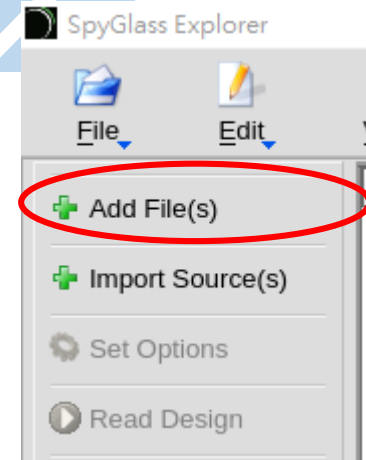 SpyGlass Explorer
File Edit
Add File(s)
Import Source(s)
Set Options
Read Design